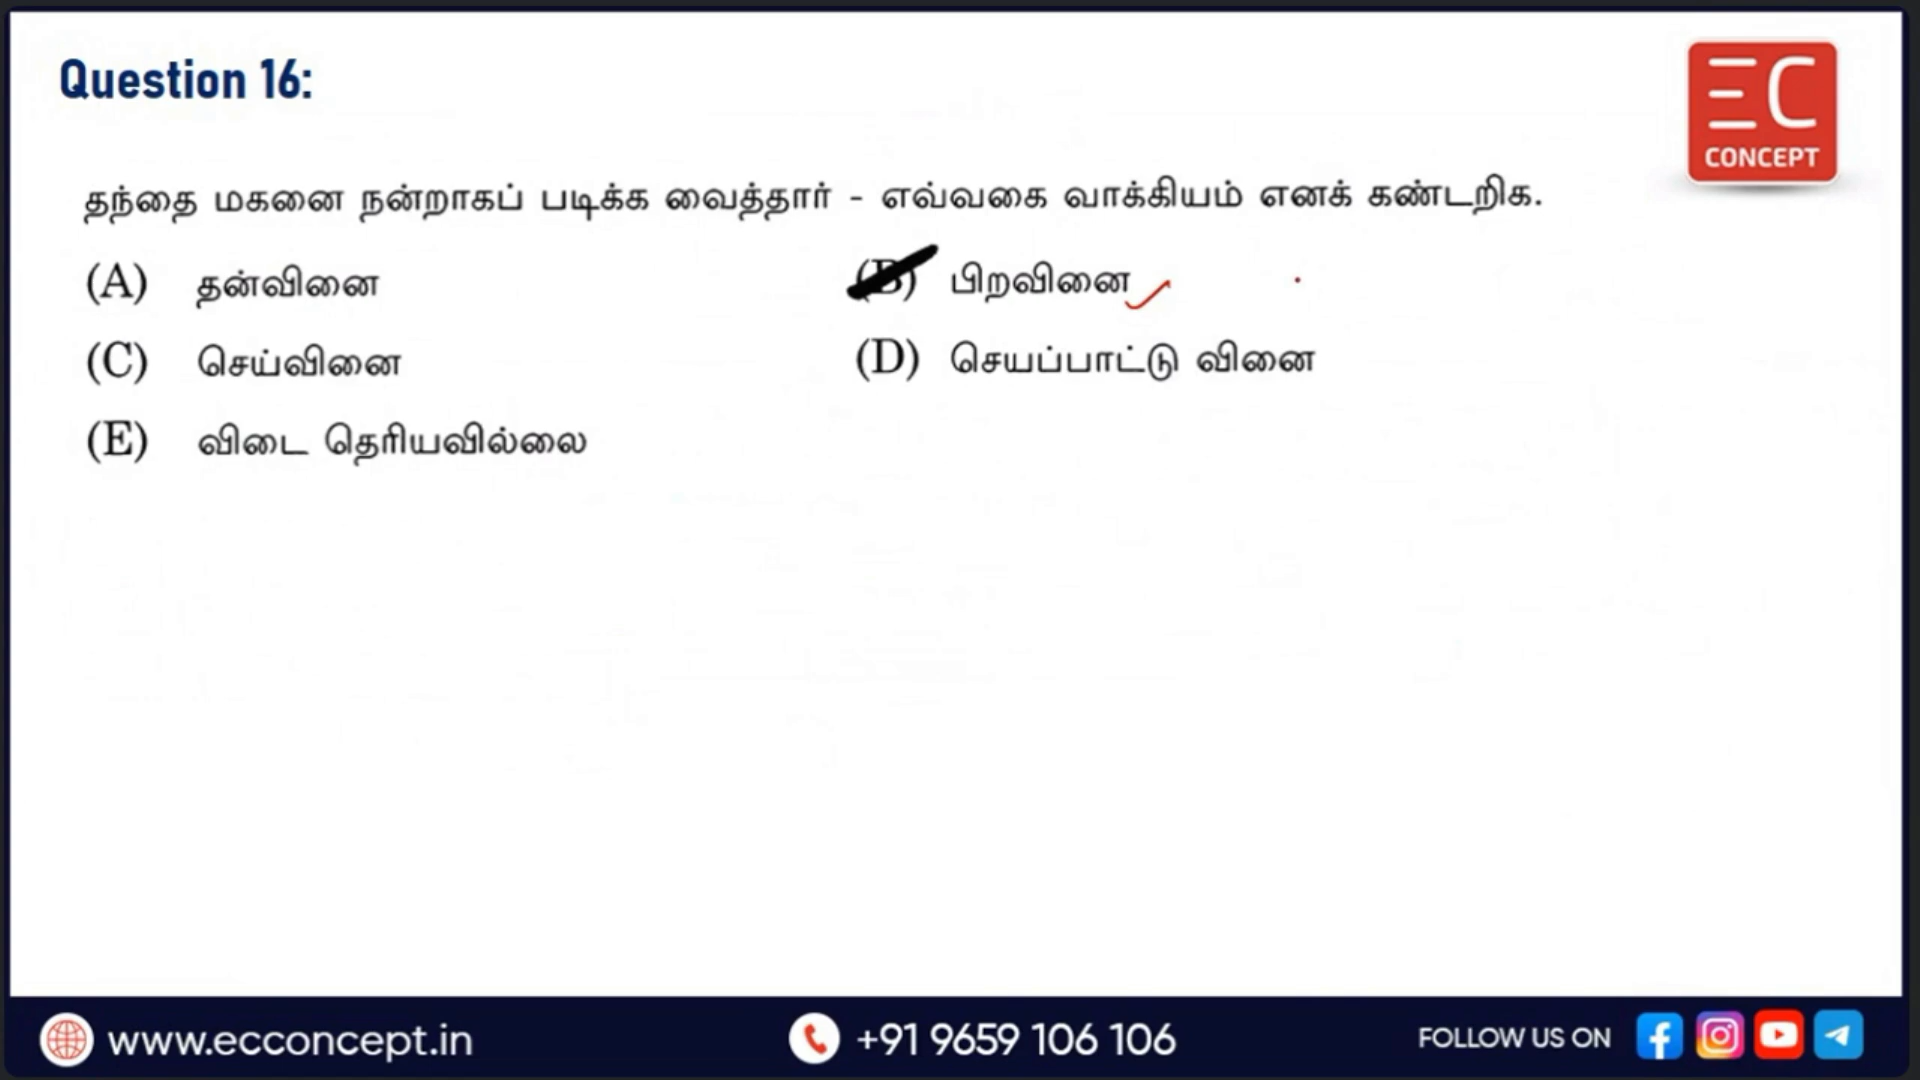 Question 16:
EC
CONCEPT
தந்தை மகனை நன்றாகப் படிக்க வைத்தார் - எவ்வகை வாக்கியம் எனக் கண்டறிக.
(A) தன்வினை (B) பிறவினை
(C) செய்வினை (D) செயப்பாட்டு வினை
(E) விடை தெரியவில்லை
www.ecconcept.in +91 9659 106 106 FOLLOW US ON